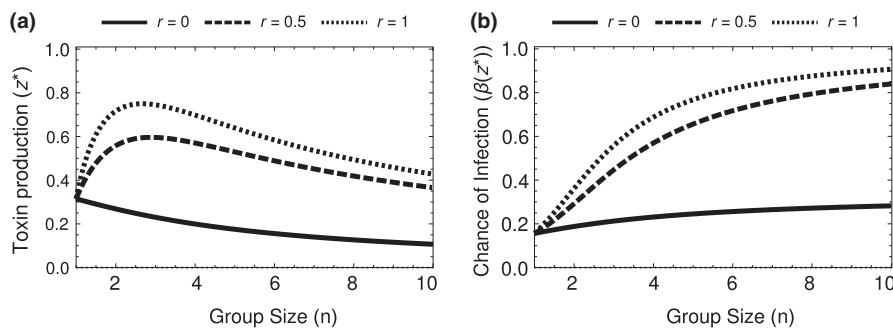 (a)
r = 0 r = 0.5 r = 1
Toxin production (z*)
1.0
0.8
0.6
0.4
0.2
0.0
2 4 6 8 10
Group Size (n)
(b)
r = 0 r = 0.5 r = 1
Chance of Infection (β(z*))
1.0
0.8
0.6
0.4
0.2
0.0
2 4 6 8 10
Group Size (n)